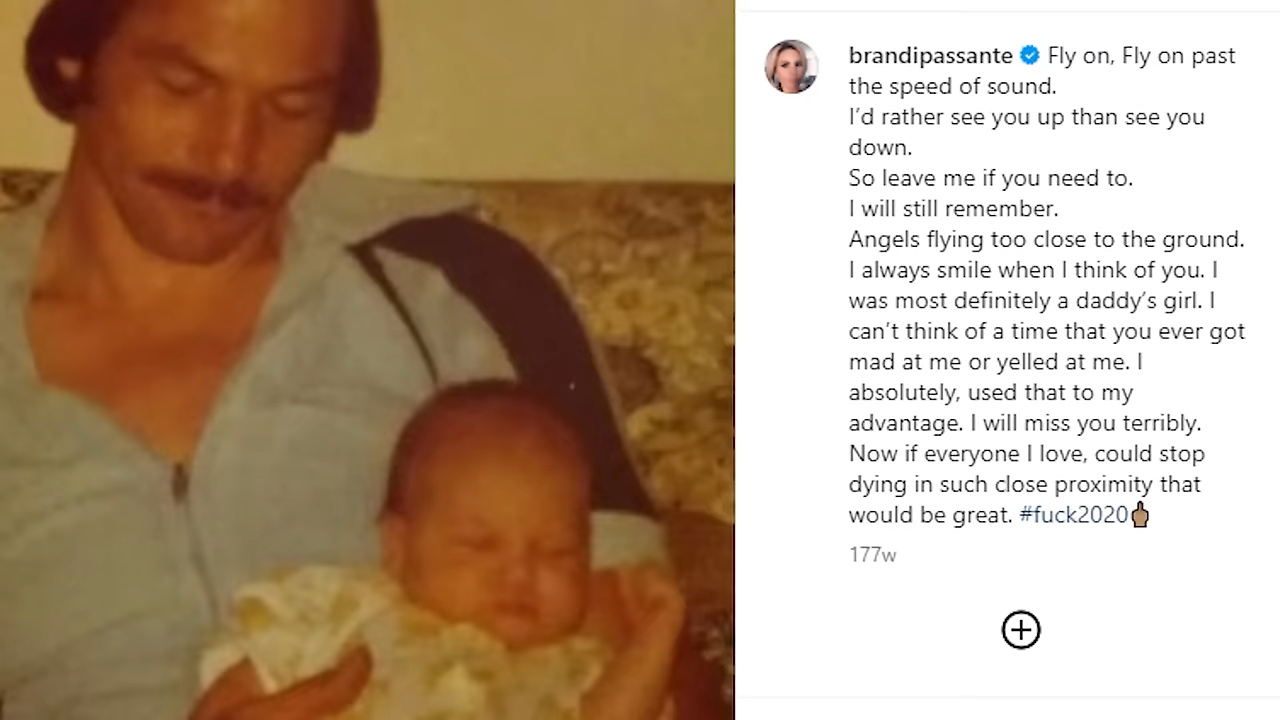 brandipassante Fly on, Fly on past
the speed of sound.
I’d rather see you up than see you
down.
So leave me if you need to.
I will still remember.
Angels flying too close to the ground.
I always smile when I think of you. I
was most definitely a daddy’s girl. I
can’t think of a time that you ever got
mad at me or yelled at me. I
absolutely, used that to my
advantage. I will miss you terribly.
Now if everyone I love, could stop
dying in such close proximity that
would be great. #fuck2020🖕🏽
177w